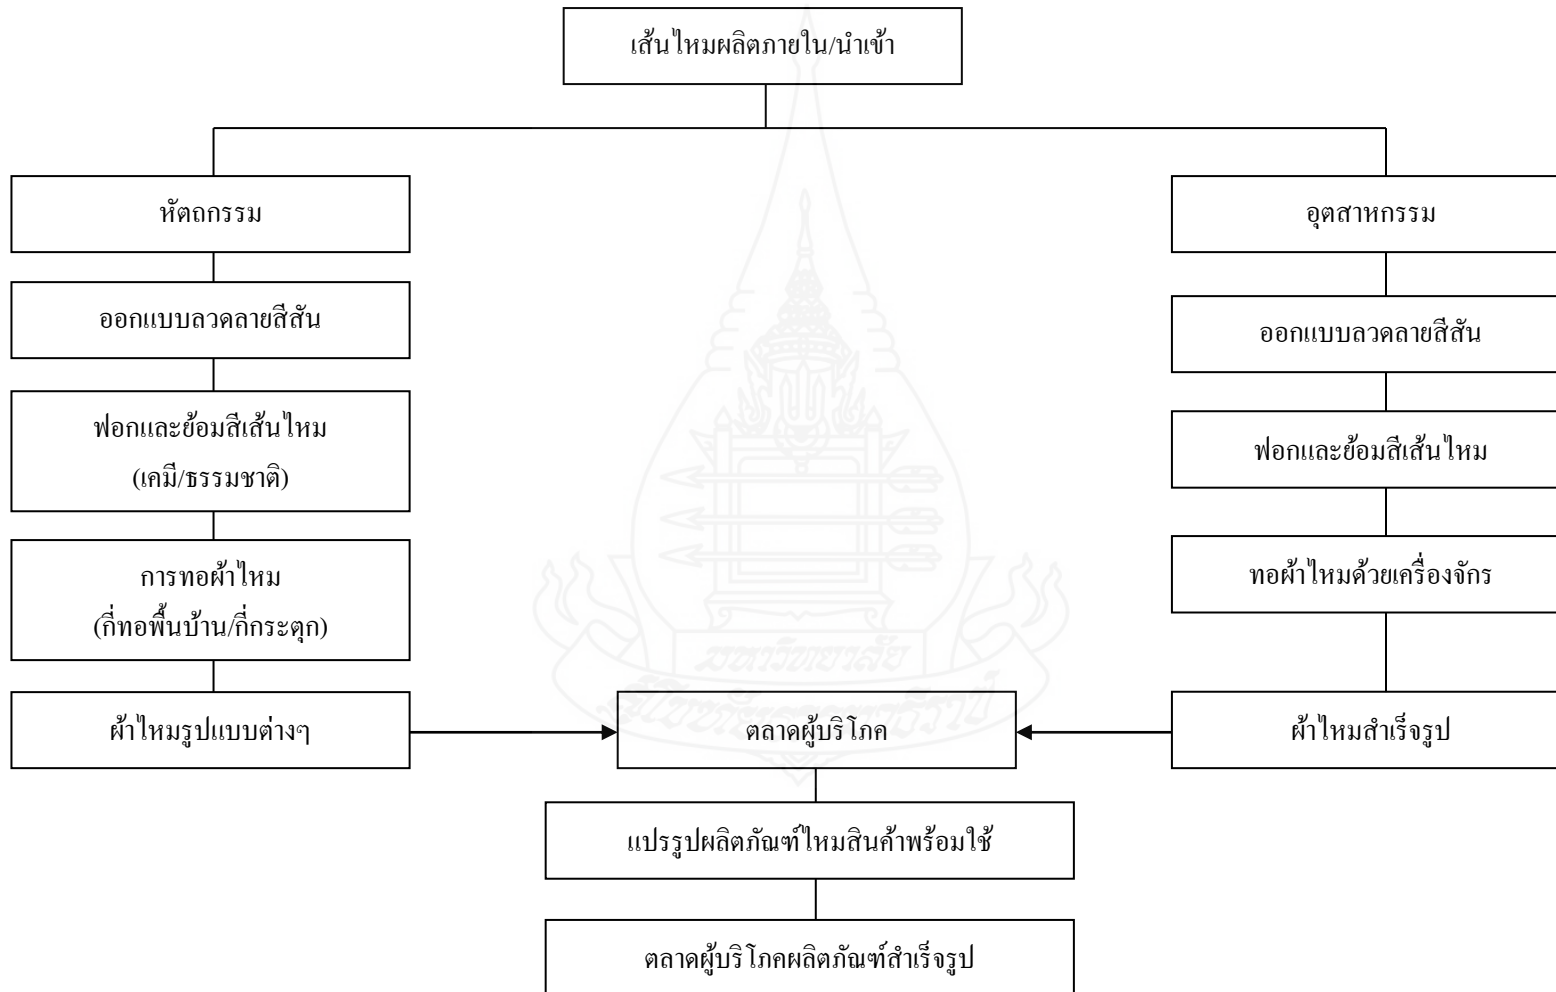 เส้นไหมผลิตภายใน/นำเข้า
หัตถกรรม
ออกแบบลวดลายสีสัน
ฟอกและย้อมสีเส้นไหม
(เคมี/ธรรมชาติ)
การทอผ้าไหม
(กี่ทอพื้นบ้าน/กี่กระตุก)
ผ้าไหมรูปแบบต่างๆ
อุตสาหกรรม
ออกแบบลวดลายสีสัน
ฟอกและย้อมสีเส้นไหม
ทอผ้าไหมด้วยเครื่องจักร
ผ้าไหมสำเร็จรูป
ตลาดผู้บริโภค
แปรรูปผลิตภัณฑ์ไหมสินค้าพร้อมใช้
ตลาดผู้บริโภคผลิตภัณฑ์สำเร็จรูป
มหาวิทยาลัย